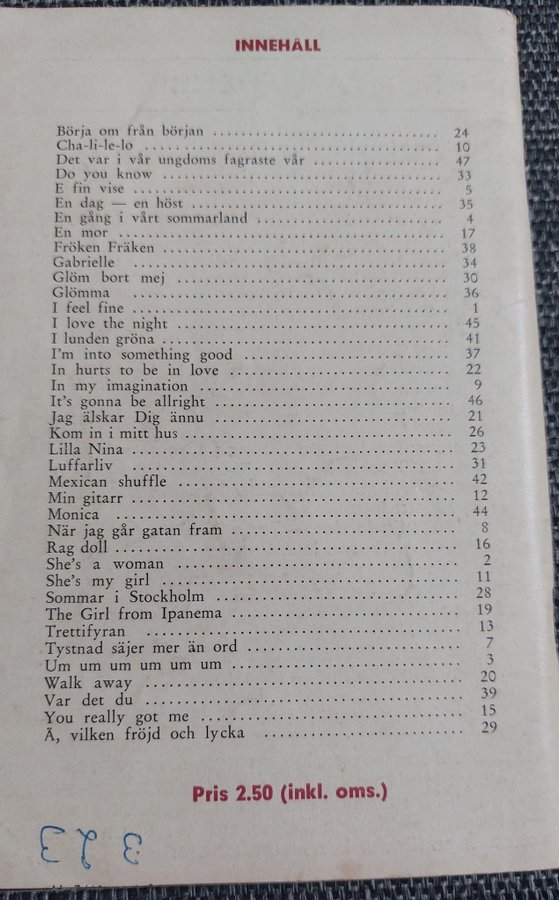 INNEHÅLL
Börja om från början ................................. 24
Cha-li-le-lo ................................. 10
Det var i vår ungdoms fagraste vår ................. 47
Do you know ................................. 33
E fin vise ................................. 5
En dag — en höst ................................. 35
En gång i vårt sommarland ................................. 4
En mor ................................. 17
Fröken Fräken ................................. 38
Gabrielle ................................. 34
Glöm bort mej ................................. 30
Glömma ................................. 36
I feel fine ................................. 1
I love the night ................................. 45
I lunden gröna ................................. 41
I'm into something good ................................. 37
In hurts to be in love ................................. 22
In my imagination ................................. 9
It's gonna be allright ................................. 46
Jag älskar Dig ännu ................................. 21
Kom in i mitt hus ................................. 26
Lilla Nina ................................. 23
Luffarliv ................................. 31
Mexican shuffle ................................. 42
Min gitarr ................................. 12
Monica ................................. 44
När jag går gatan fram ................................. 8
Rag doll ................................. 16
She's a woman ................................. 2
She's my girl ................................. 11
Sommar i Stockholm ................................. 28
The Girl from Ipanema ................................. 19
Trettifyran ................................. 13
Tystnad säjer mer än ord ................................. 7
Um um um um um um ................................. 3
Walk away ................................. 20
Var det du ................................. 39
You really got me ................................. 15
Å, vilken fröjd och lycka ................................. 29
Pris 2.50 (inkl. oms.)